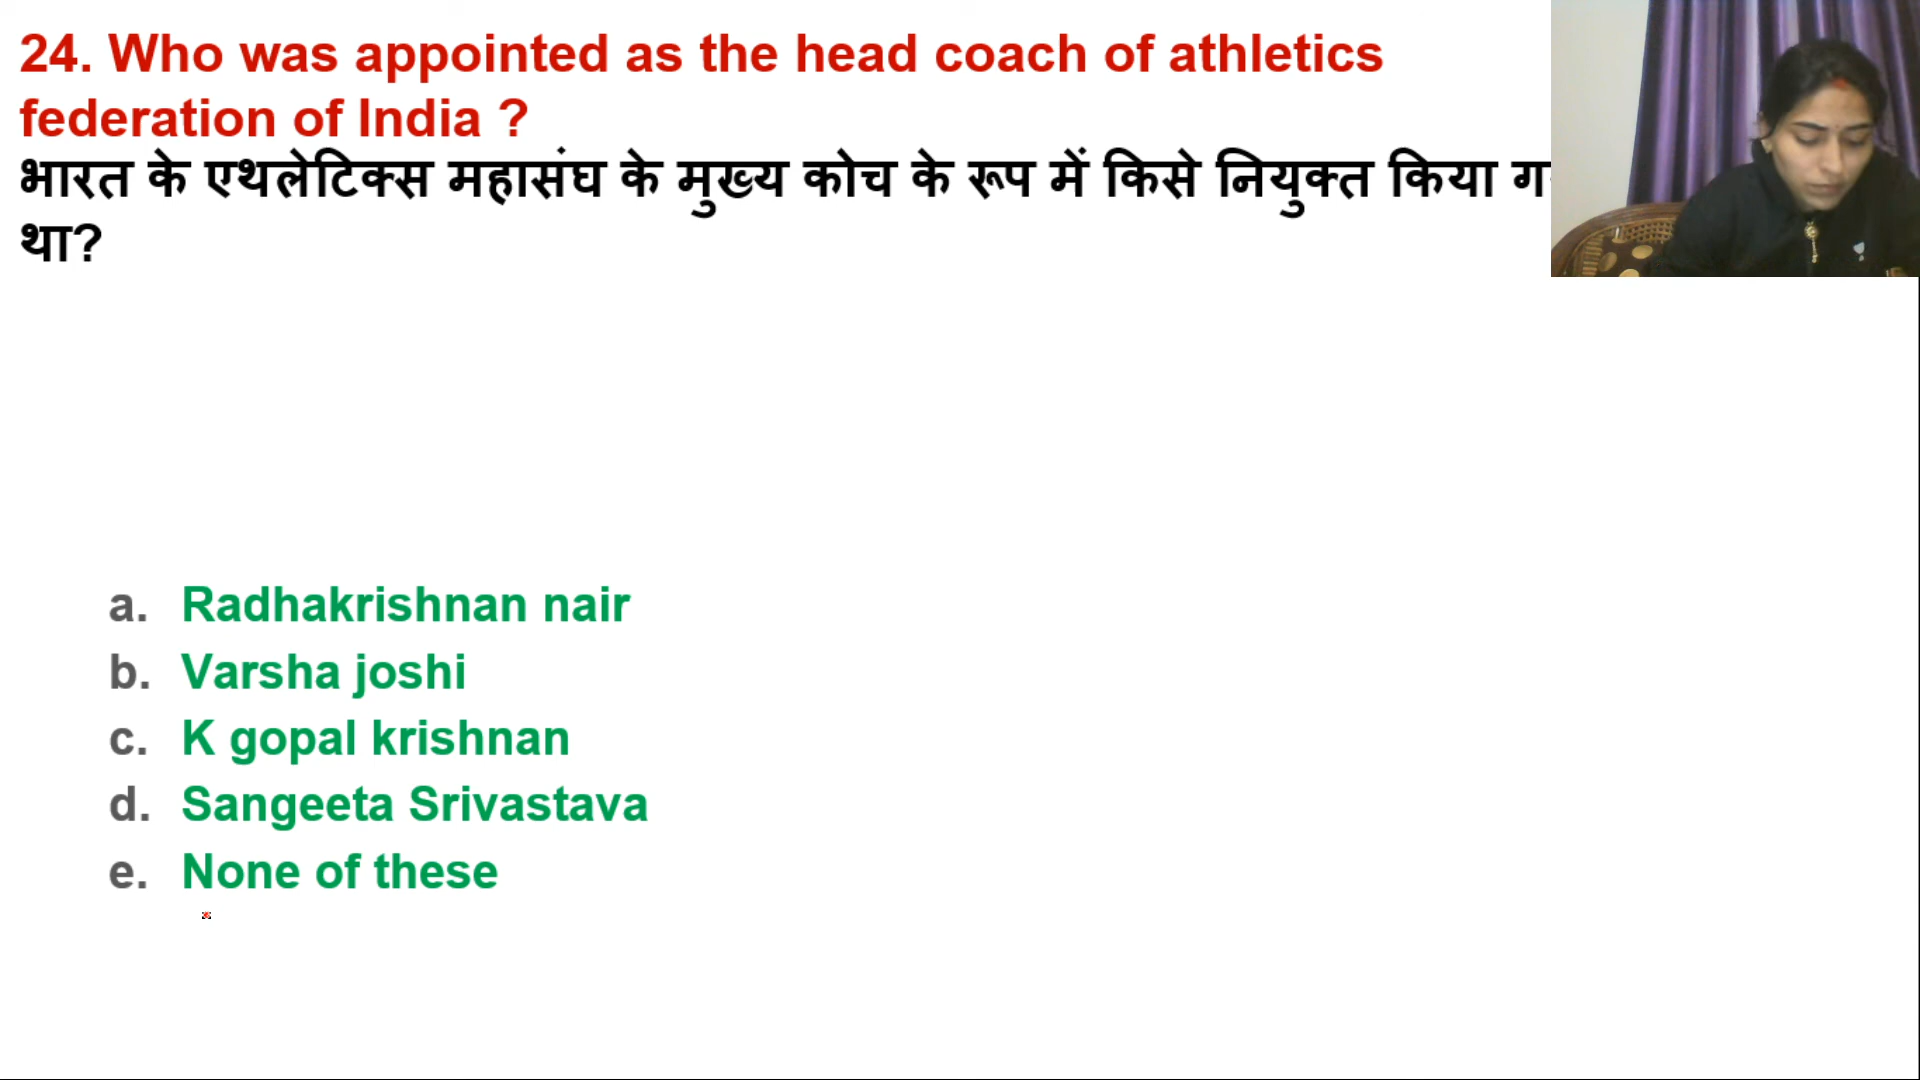 24. Who was appointed as the head coach of athletics
federation of India ?
भारत के एथलेटिक्स महासंघ के मुख्य कोच के रूप में किसे नियुक्त किया
था?
a. Radhakrishnan nair
b. Varsha joshi
c. K gopal krishnan
d. Sangeeta Srivastava
e. None of these